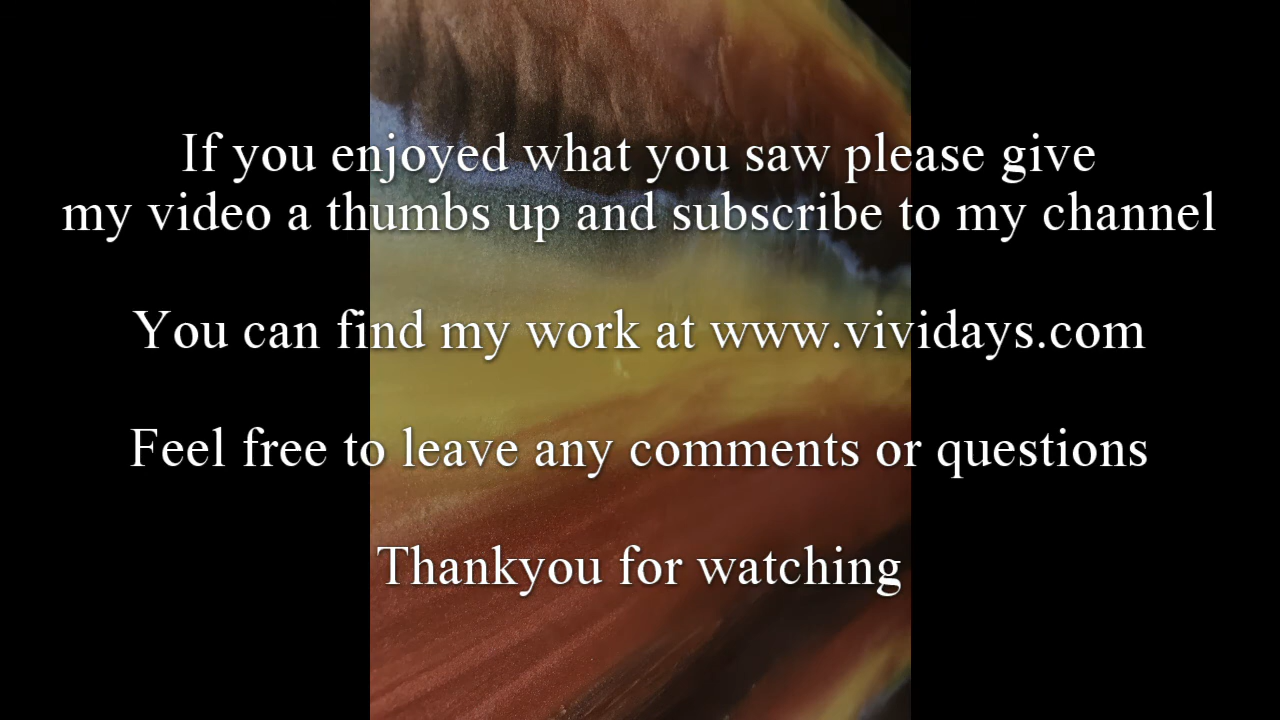 If you enjoyed what you saw please give
my video a thumbs up and subscribe to my channel
You can find my work at www.vividays.com
Feel free to leave any comments or questions
Thankyou for watching